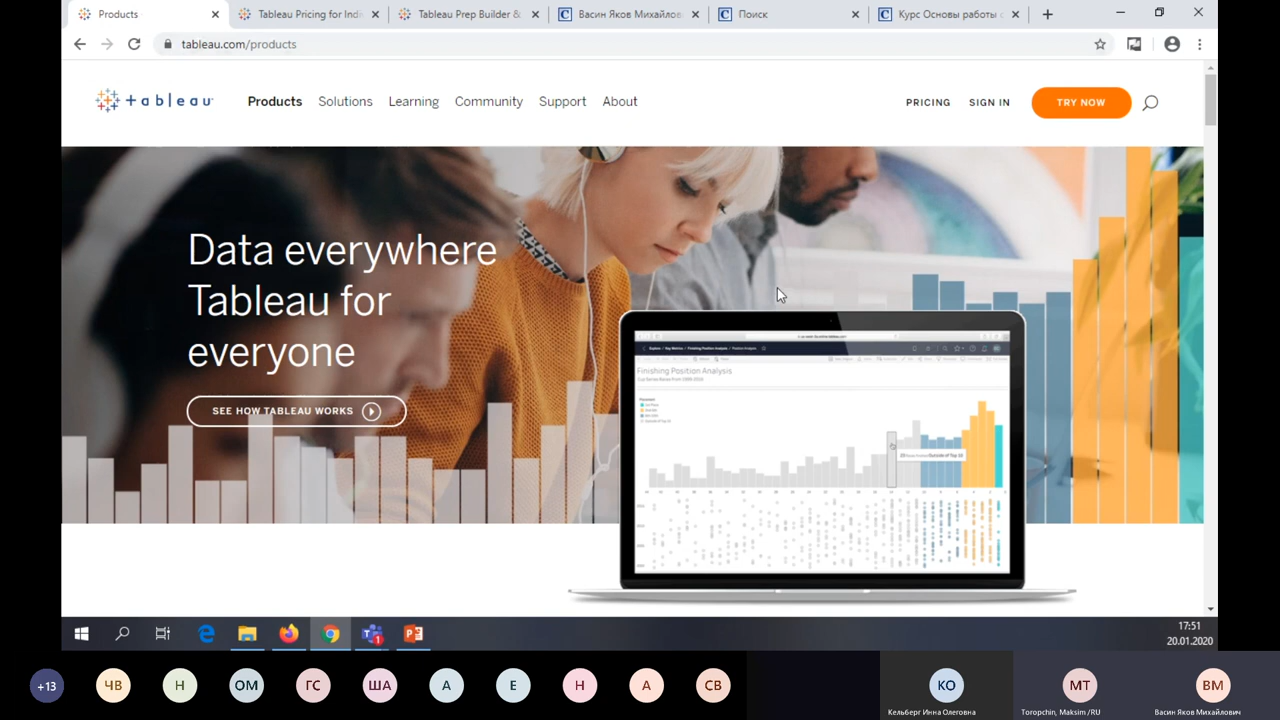 Products
Tableau Pricing for Indi
Tableau Prep Builder &
Васин Яков Михайлов
Поиск
Курс Основы работы с
tableau.com/products
+ a b | e a u
Products
Solutions
Learning
Community
Support
About
PRICING
SIGN IN
TRY NOW
Data everywhere
Tableau for
everyone
SEE HOW TABLEAU WORKS
Finishing Position Analysis
17:51
20.01.2020
1
+13
ЧВ
Н
ОМ
ГС
ША
А
Е
Н
А
СВ
КО
МТ
ВМ
Кельберг Инна Олеговна
Toropchin, Maksim /RU
Васин Яков Михайлович